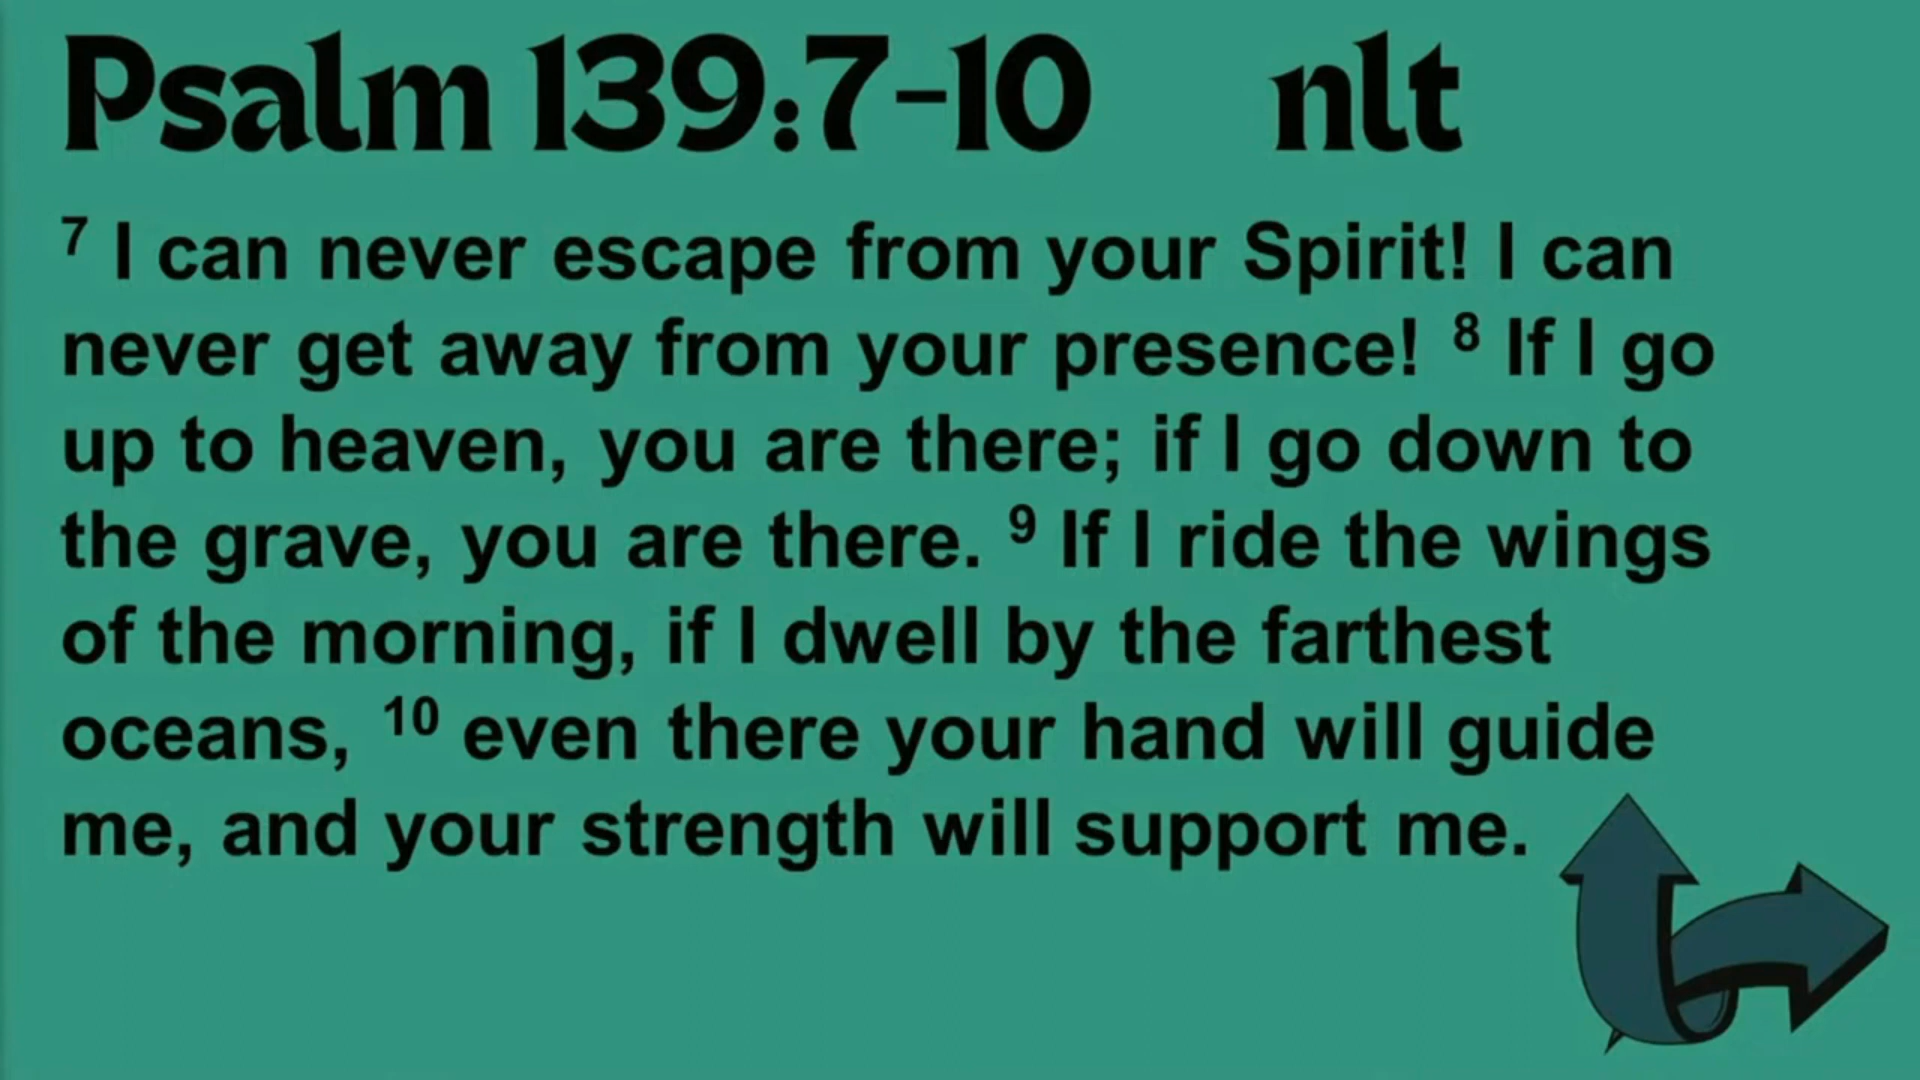 Psalm 139:7-10 nlt
7 I can never escape from your Spirit! I can
never get away from your presence! 8 If I go
up to heaven, you are there; if I go down to
the grave, you are there. 9 If I ride the wings
of the morning, if I dwell by the farthest
oceans, 10 even there your hand will guide
me, and your strength will support me.